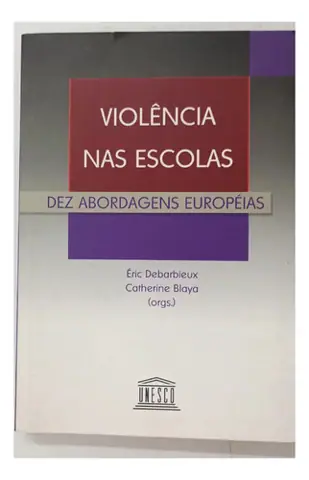 VIOLÊNCIA
NAS ESCOLAS
DEZ ABORDAGENS EUROPÉIAS
Éric Debarbieux
Catherine Blaya
(orgs.)
UNESCO